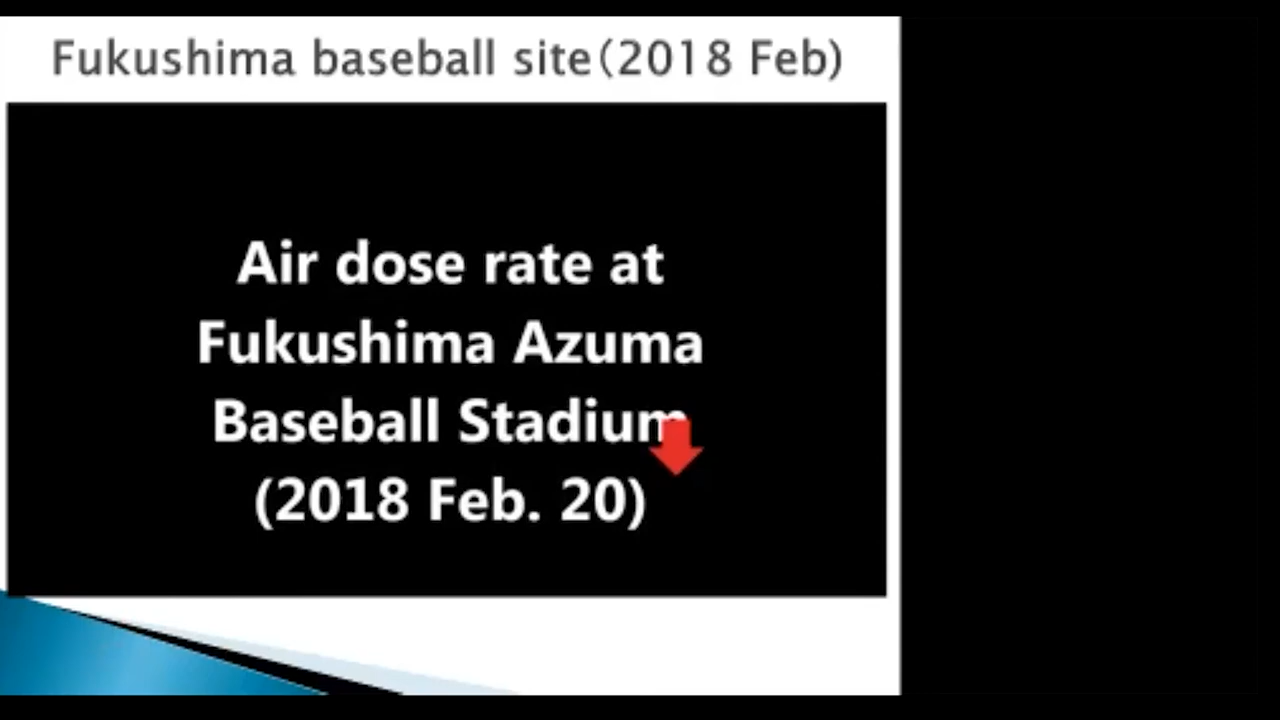 Fukushima baseball site(2018 Feb)
Air dose rate at
Fukushima Azuma
Baseball Stadium
(2018 Feb. 20)